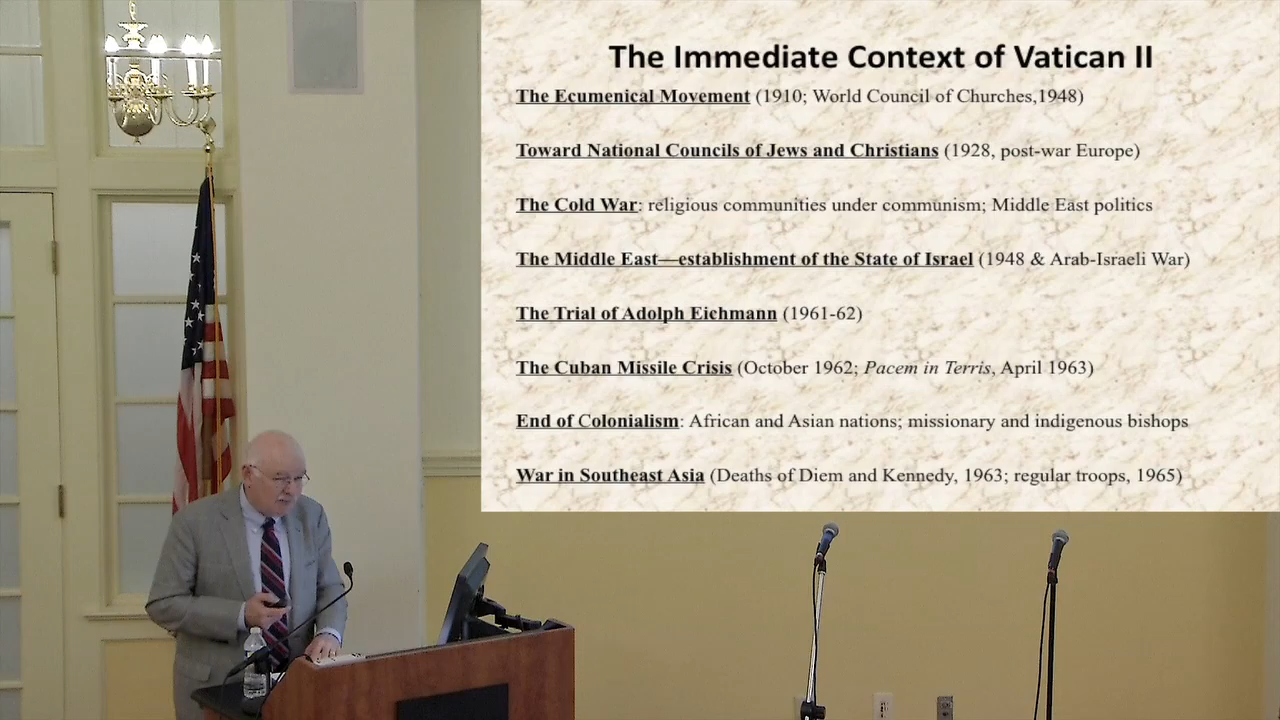 The Immediate Context of Vatican II
The Ecumenical Movement (1910; World Council of Churches,1948)
Toward National Councils of Jews and Christians (1928, post-war Europe)
The Cold War: religious communities under communism; Middle East politics
The Middle East—establishment of the State of Israel (1948 & Arab-Israeli War)
The Trial of Adolph Eichmann (1961-62)
The Cuban Missile Crisis (October 1962; Pacem in Terris, April 1963)
End of Colonialism: African and Asian nations; missionary and indigenous bishops
War in Southeast Asia (Deaths of Diem and Kennedy, 1963; regular troops, 1965)